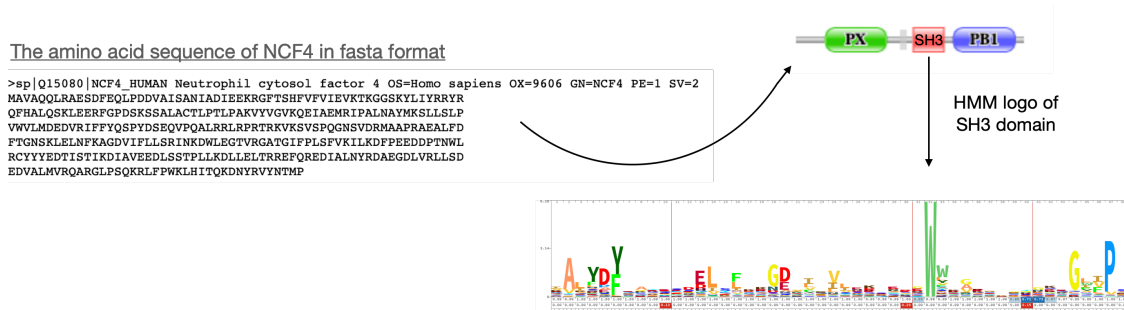 The amino acid sequence of NCF4 in fasta format
>sp|Q15080|NCF4_HUMAN Neutrophil cytosol factor 4 OS=Homo sapiens OX=9606 GN=NCF4 PE=1 SV=2
MAVAQQLRAESDFEQLPDDVAISANIADIEEKRGFTSHFVFVIEVKTKGGSKYLIYRRYR
QFHALQSKLEERFGPDSKSSALACTLPTLPAKVYVGVKQEIAEMRIPALNAYMKSLLSLP
VWVLMDEDVRIFFYQSPYDSEQVPQALRRLRPRTRKVKSVSPQGNSVDRMAAPRAEALFD
FTGNSKLELNFKAGDVIFLLSRINKDWLEGTVRGATGIFPLSFVKILKDFPEEDDPTNWL
RCYYYEDTISTIKDIAVEEDLSSTPLLKDLLELTRREFQREDIALNYRDAEGDLVRLLSD
EDVALMVRQARGLPSQKRLFPWKLHITQKDNYRVYNTMP
PX SH3 PB1
HMM logo of
SH3 domain
A YD Y F EL F G D V W W G P